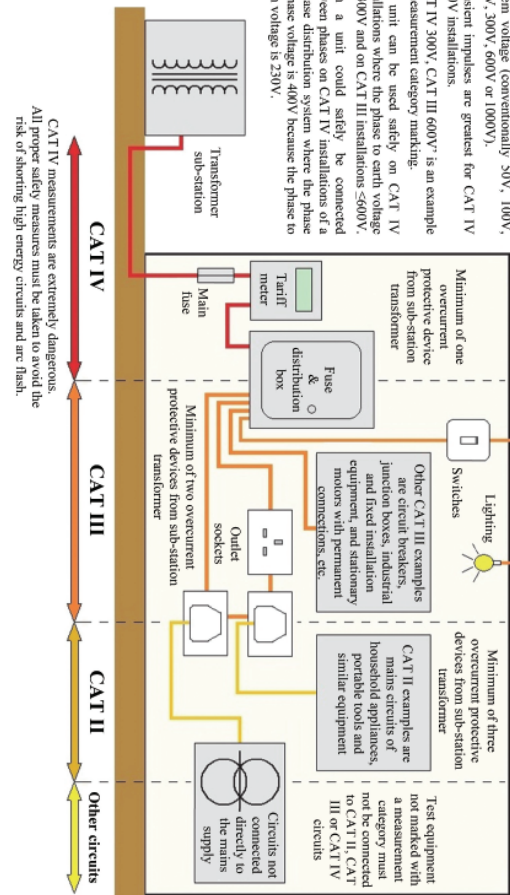 em voltage (conventionally 50V, 100V,
V, 300V, 600V or 1000V).
nsient impulses are greatest for CAT IV
0V installations.
T IV 300V, CAT III 600V' is an example
easurement category marking.
unit can be used safely on CAT IV
allations where the phase to earth voltage
400V and on CAT III installations ≤600V.
a unit could safely be connected
een phases on CAT IV installations of a
ase distribution system where the phase
hase voltage is 400V because the phase to
voltage is 230V.
Transformer
sub-station
Minimum of one
overcurrent
protective device
from sub-station
transformer
Tariff
meter
Main
fuse
Fuse
&
distribution
box
Switches
Lighting
Other CAT III examples
are circuit breakers,
junction boxes, industrial
and fixed installation
equipment, and stationary
motors with permanent
connections, etc.
Outlet
sockets
Minimum of two overcurrent
protective devices from sub-station
transformer
Minimum of three
overcurrent protective
devices from sub-station
transformer
CAT II examples are
mains circuits of
household appliances,
portable tools and
similar equipment
Test equipment
not marked with
a measurement
category must
not be connected
to CAT II, CAT
III or CAT IV
circuits
Circuits not
connected
directly to
the mains
supply
CAT IV
CAT III
CAT II
Other circuits
CAT IV measurements are extremely dangerous.
All proper safety measures must be taken to avoid the
risk of shorting high energy circuits and arc flash.